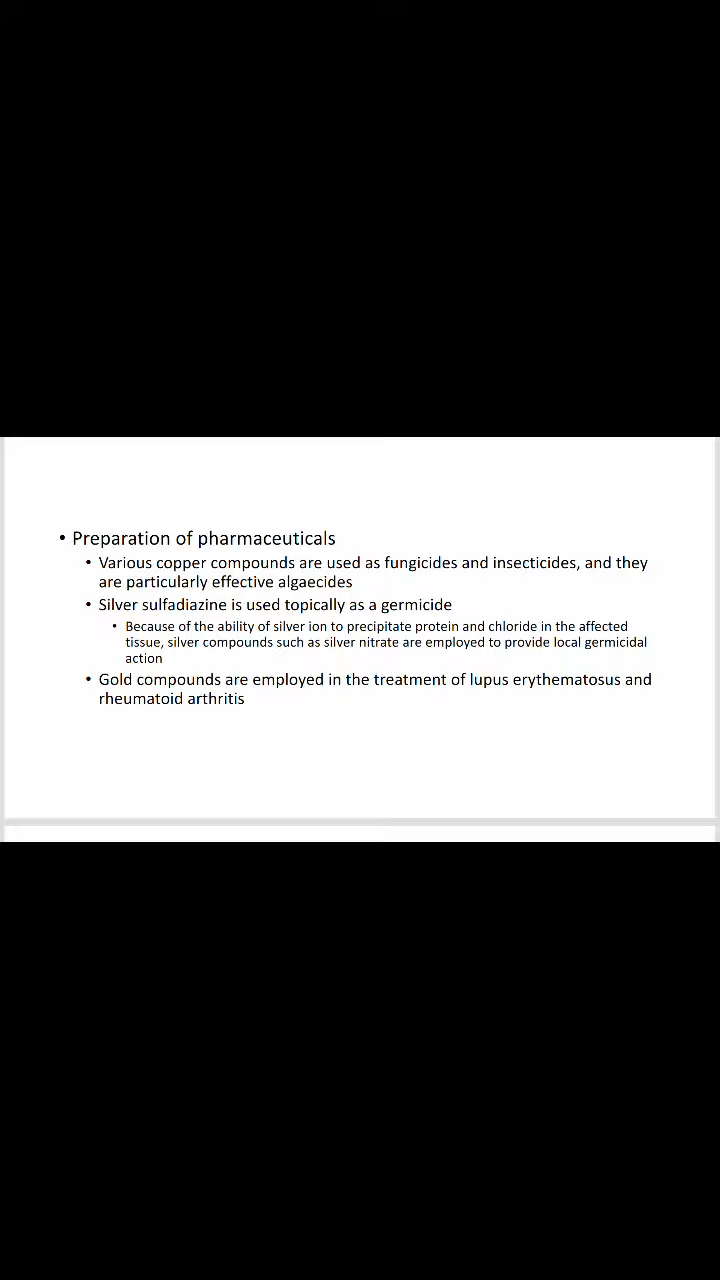 • Preparation of pharmaceuticals
• Various copper compounds are used as fungicides and insecticides, and they
are particularly effective algaecides
• Silver sulfadiazine is used topically as a germicide
• Because of the ability of silver ion to precipitate protein and chloride in the affected
tissue, silver compounds such as silver nitrate are employed to provide local germicidal
action
• Gold compounds are employed in the treatment of lupus erythematosus and
rheumatoid arthritis